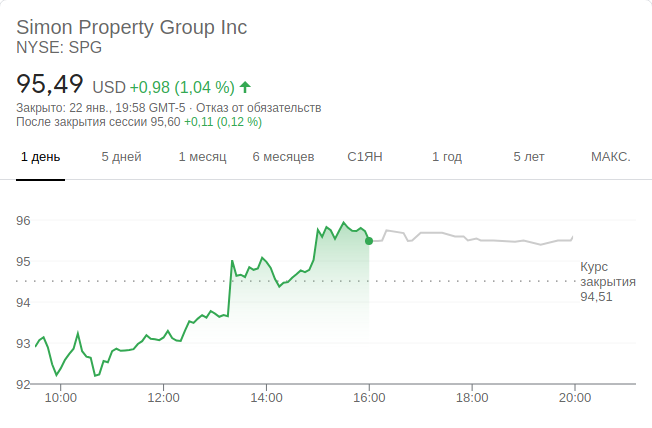 Simon Property Group Inc
NYSE: SPG
95,49 USD +0,98 (1,04 %)
Закрыто: 22 янв., 19:58 GMT-5 · Отказ от обязательств
После закрытия сессии 95,60 +0,11 (0,12 %)
1 день 5 дней 1 месяц 6 месяцев С1ЯН 1 год 5 лет МАКС.
96
95
94
93
92
Курс
закрытия
94,51
10:00 12:00 14:00 16:00 18:00 20:00